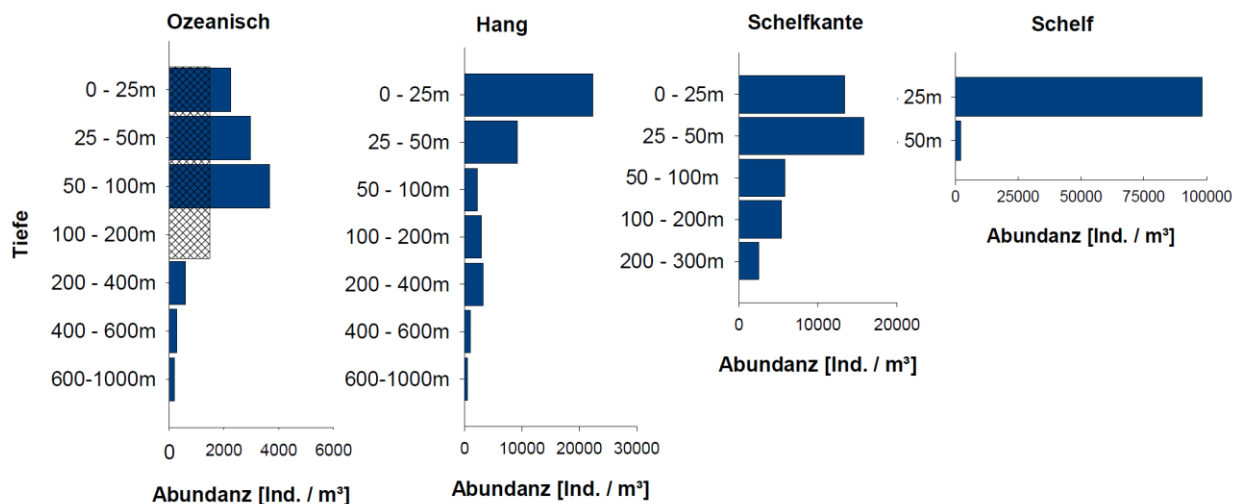 Ozeanisch
0 - 25m
25 - 50m
50 - 100m
100 - 200m
200 - 400m
400 - 600m
600-1000m
Tiefe
0 2000 4000 6000
Abundanz [Ind. / m³]
Hang
0 - 25m
25 - 50m
50 - 100m
100 - 200m
200 - 400m
400 - 600m
600-1000m
0 10000 20000 30000
Abundanz [Ind. / m³]
Schelfkante
0 - 25m
25 - 50m
50 - 100m
100 - 200m
200 - 300m
0 10000 20000
Abundanz [Ind. / m³]
Schelf
25m
50m
0 25000 50000 75000 100000
Abundanz [Ind. / m³]